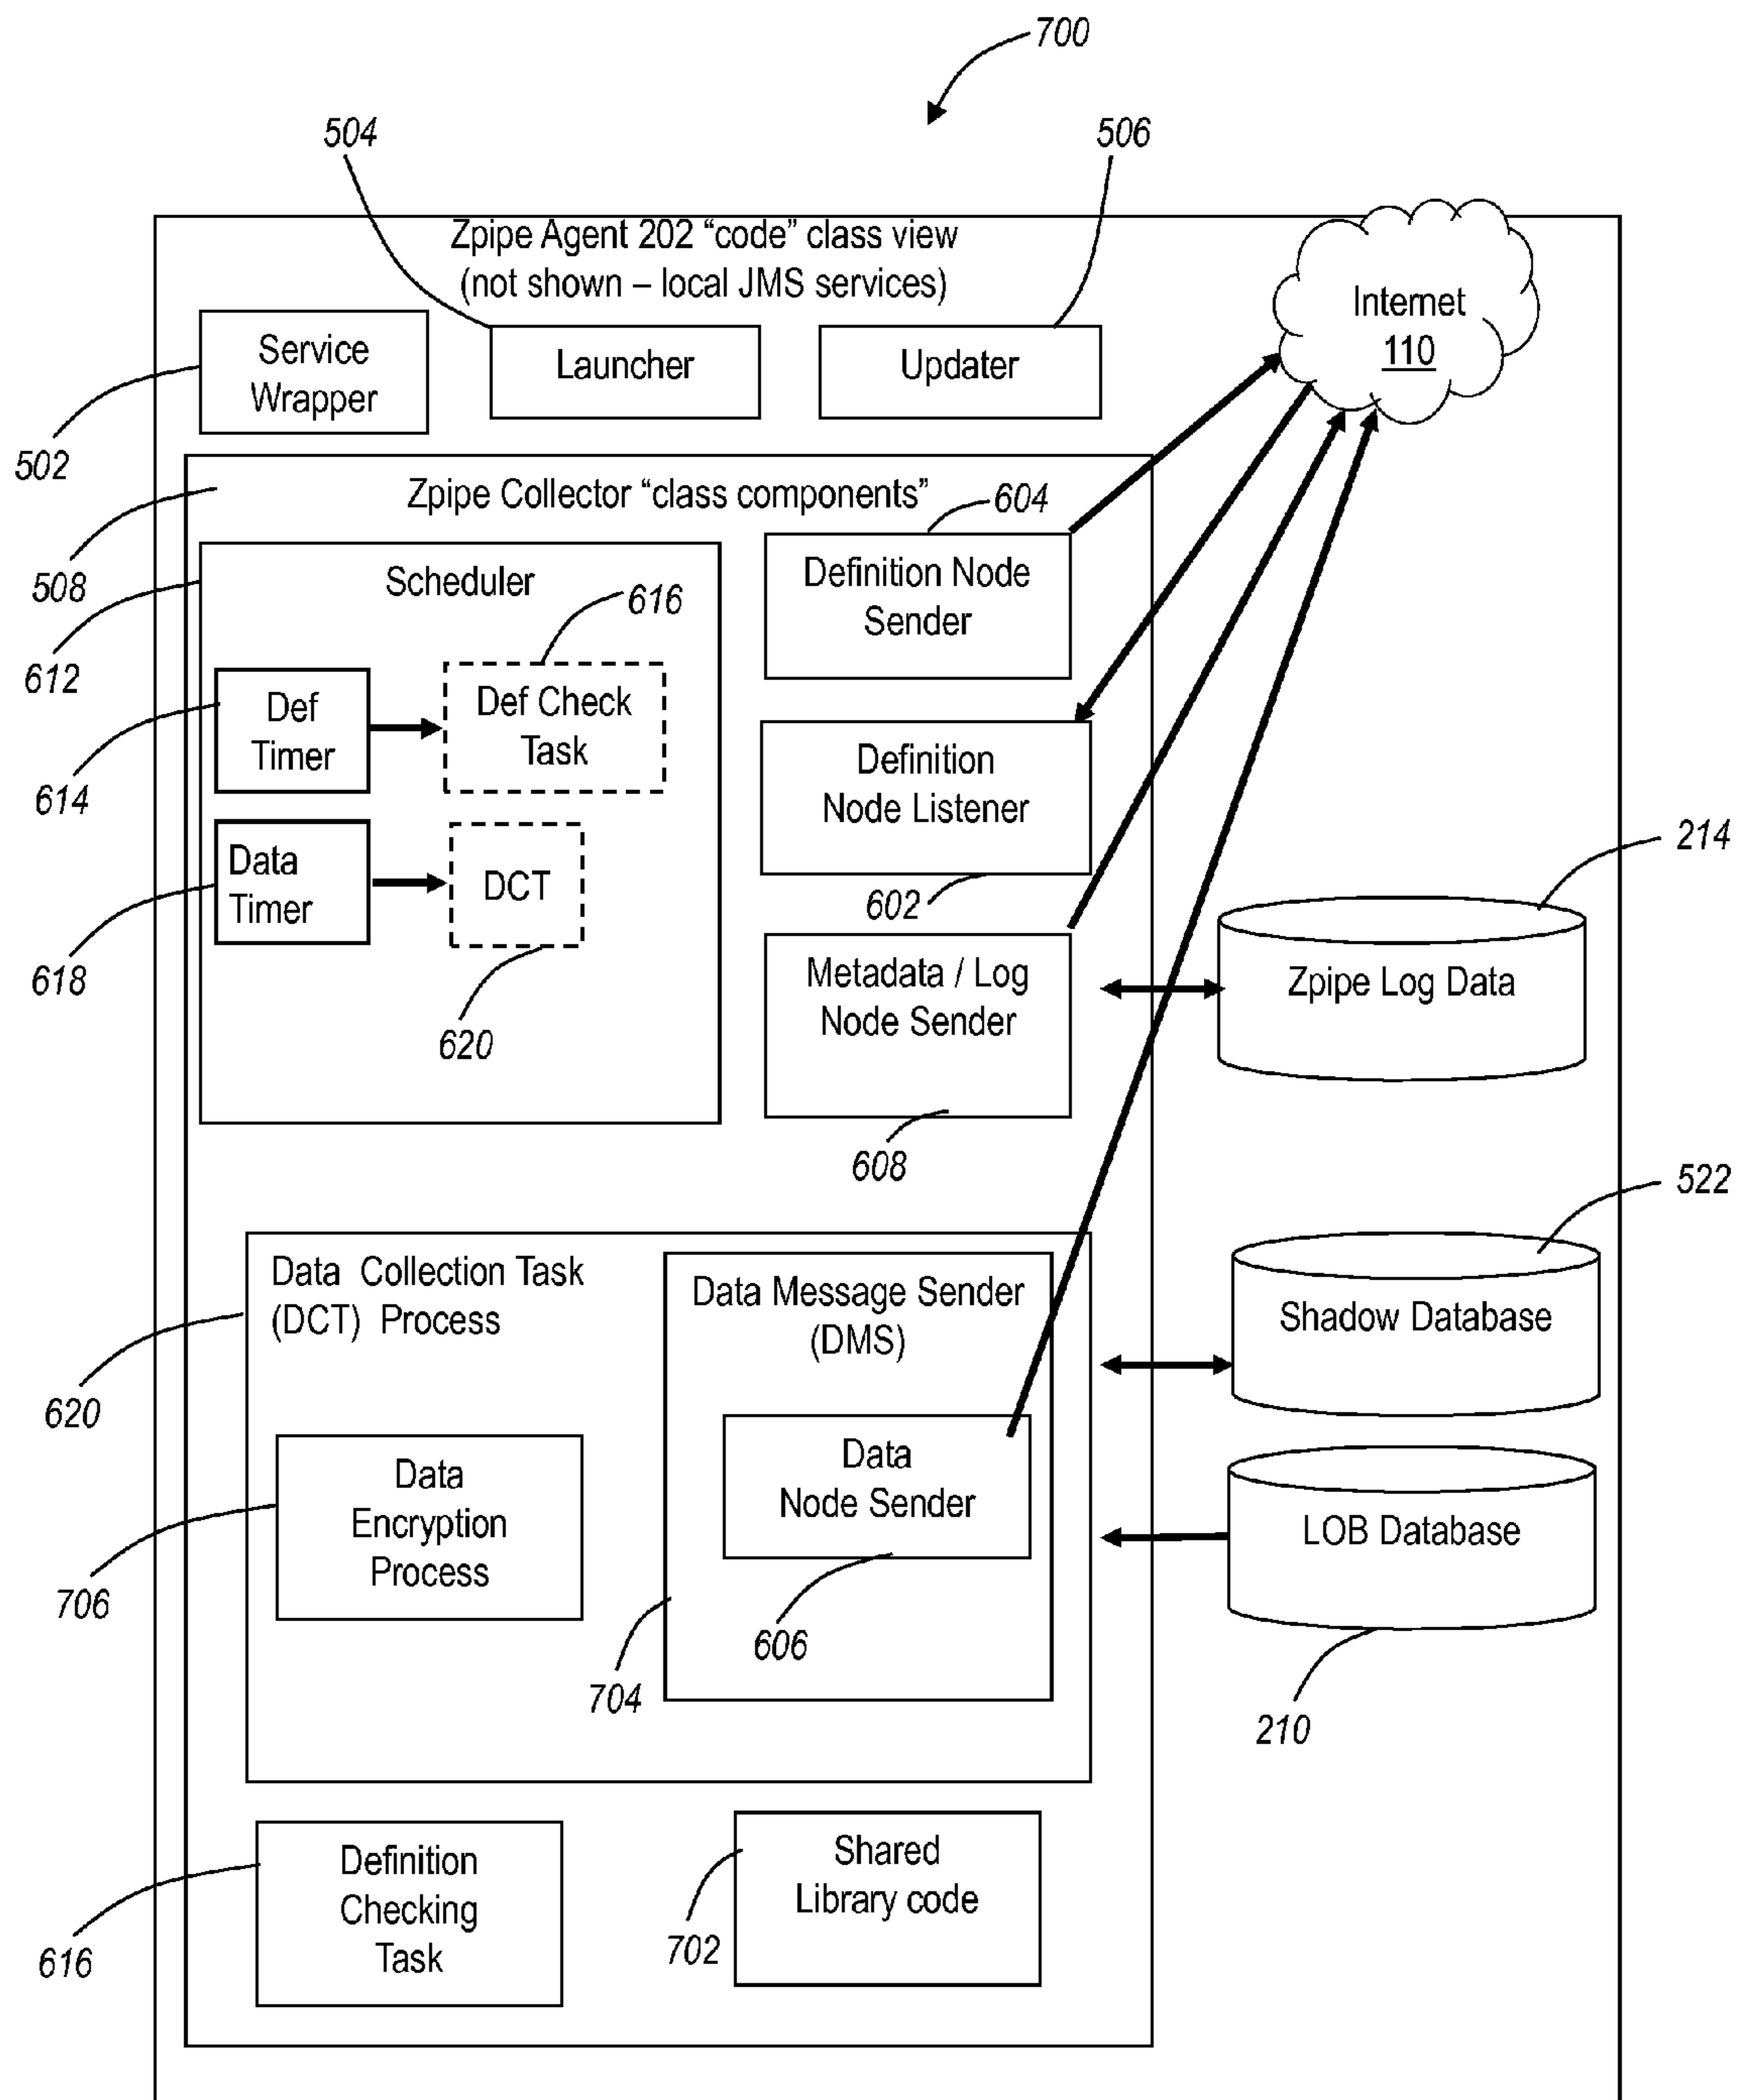 700
504
506
Zpipe Agent 202 “code” class view
(not shown – local JMS services)
Internet
110
Service
Wrapper
Launcher
Updater
502
Zpipe Collector “class components”
604
508
Scheduler
616
Definition Node
Sender
612
Def
Timer
Def Check
Task
Definition
Node Listener
614
214
Data
Timer
DCT
602
618
620
Metadata / Log
Node Sender
Zpipe Log Data
608
522
Data Collection Task
(DCT) Process
Data Message Sender
(DMS)
Shadow Database
620
Data
Encryption
Process
Data
Node Sender
LOB Database
706
606
704
210
Definition
Checking
Task
Shared
Library code
616
702